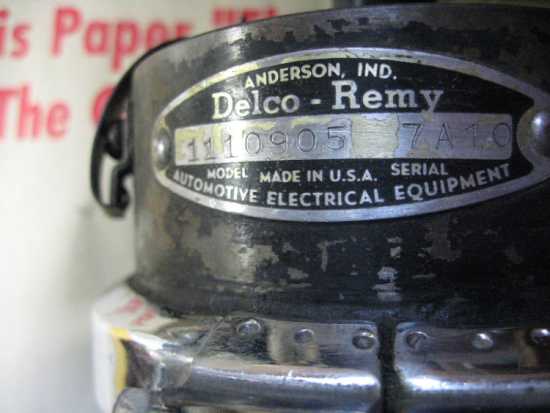 is Paper
The
ANDERSON, IND.
Delco - Remy
1110905 7A10
MODEL MADE IN U.S.A. SERIAL
AUTOMOTIVE ELECTRICAL EQUIPMENT